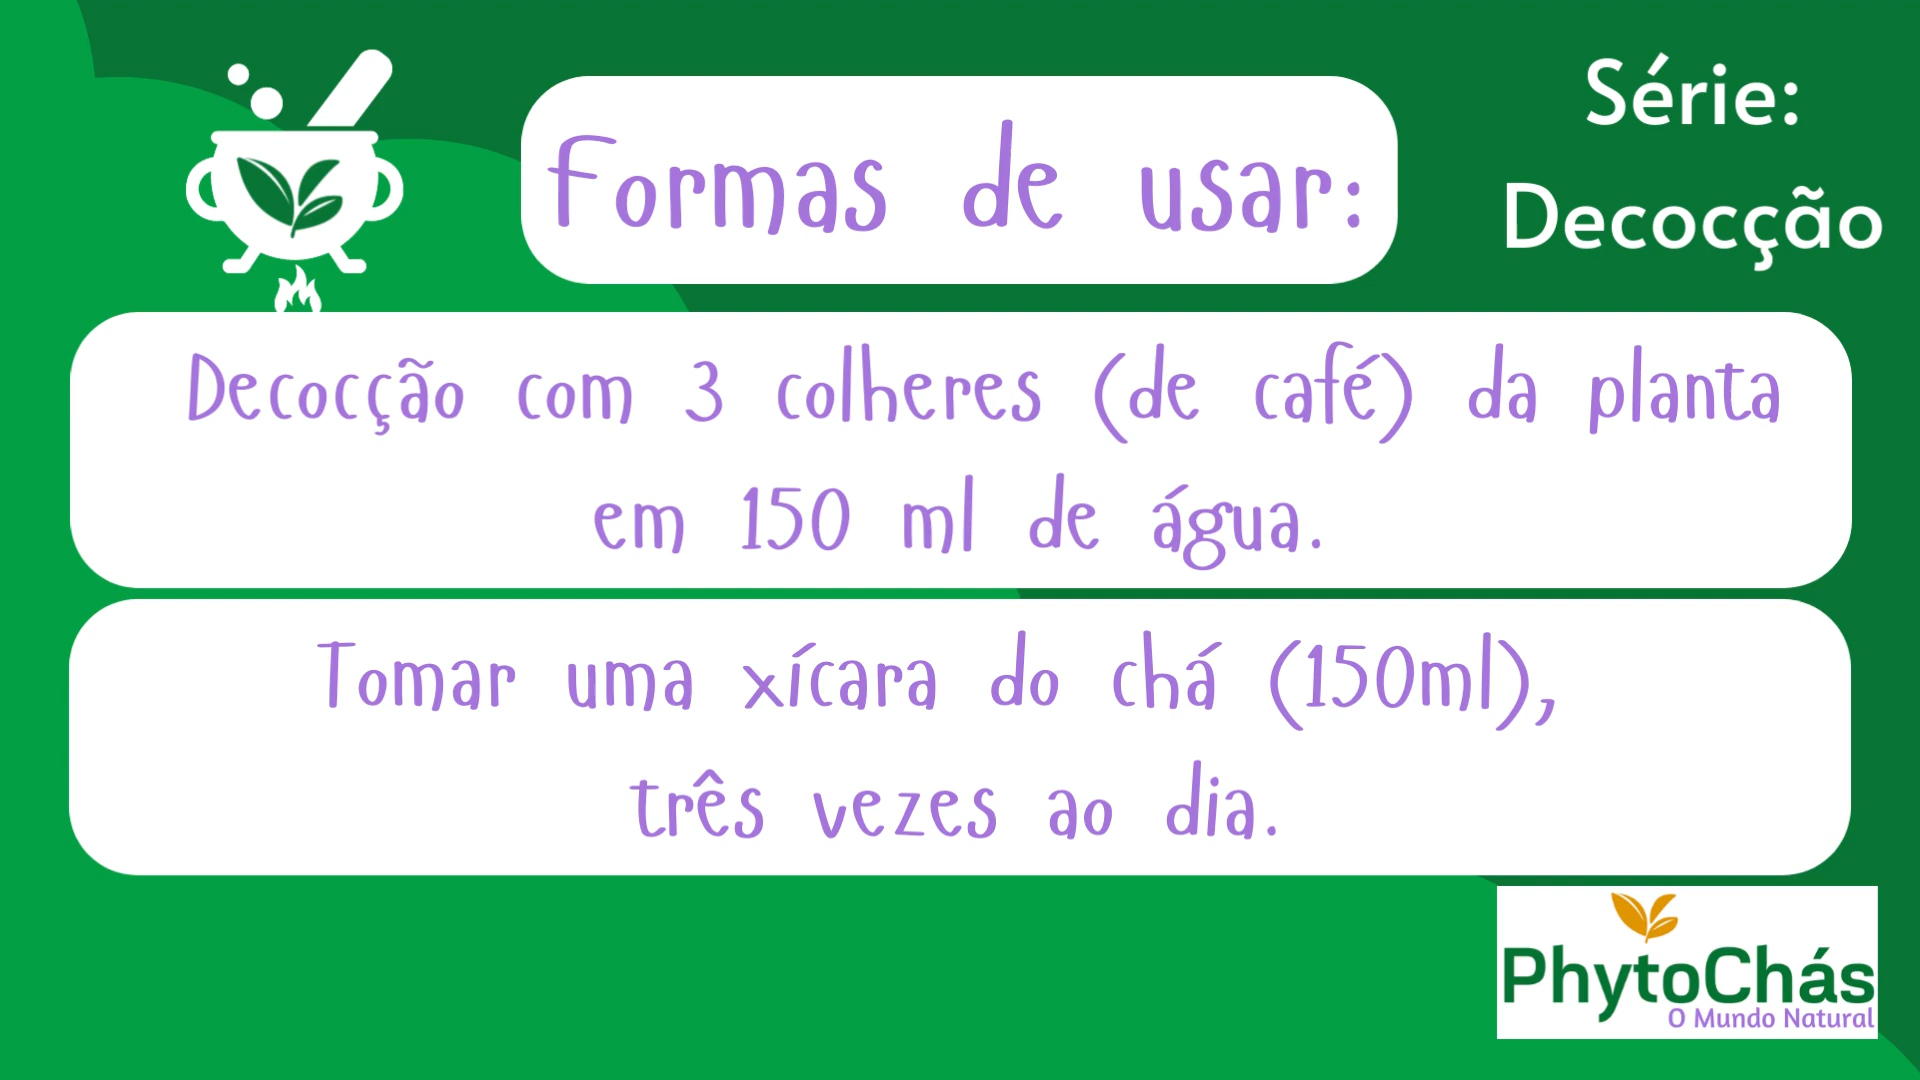 Formas de usar:
Série:
Decocção
Decocção com 3 colheres (de café) da planta
em 150 ml de água.
Tomar uma xícara do chá (150ml),
três vezes ao dia.
PhytoChás
O Mundo Natural